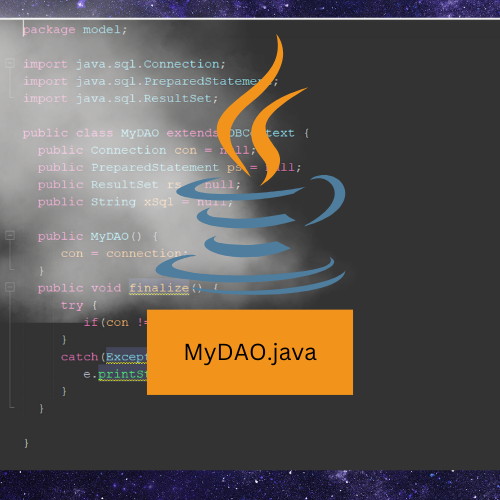 package model;
import java.sql.Connection;
import java.sql.PreparedStatement;
import java.sql.ResultSet;
public class MyDAO extends DBContext {
public Connection con = null;
public PreparedStatement ps = null;
public ResultSet rs = null;
public String xSql = null;
public MyDAO() {
con = connection;
}
public void finalize() {
try {
if(con !=
}
catch(
e.
}
}
}
MyDAO.java